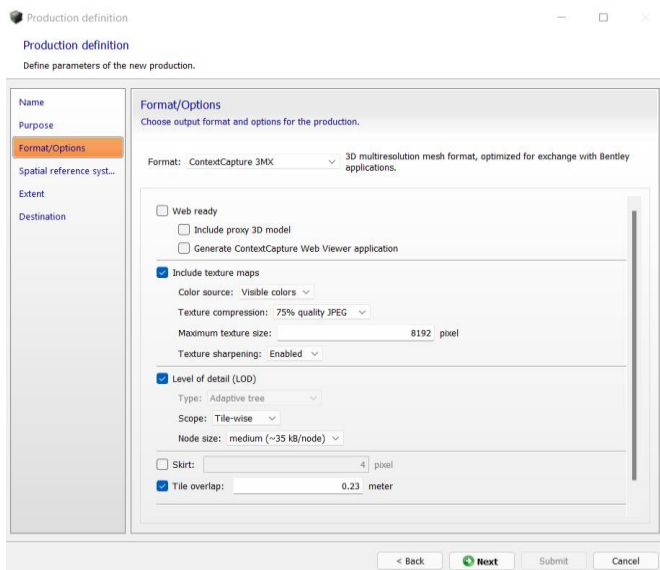 Production definition
Production definition
Define parameters of the new production.
Name
Purpose
Format/Options
Spatial reference syst...
Extent
Destination
Format/Options
Choose output format and options for the production.
Format: ContextCapture 3MX
3D multiresolution mesh format, optimized for exchange with Bentley
applications.
Web ready
Include proxy 3D model
Generate ContextCapture Web Viewer application
Include texture maps
Color source: Visible colors
Texture compression: 75% quality JPEG
Maximum texture size: 8192 pixel
Texture sharpening: Enabled
Level of detail (LOD)
Type: Adaptive tree
Scope: Tile-wise
Node size: medium (~35 kB/node)
Skirt: 4 pixel
Tile overlap: 0.23 meter
< Back Next Submit Cancel